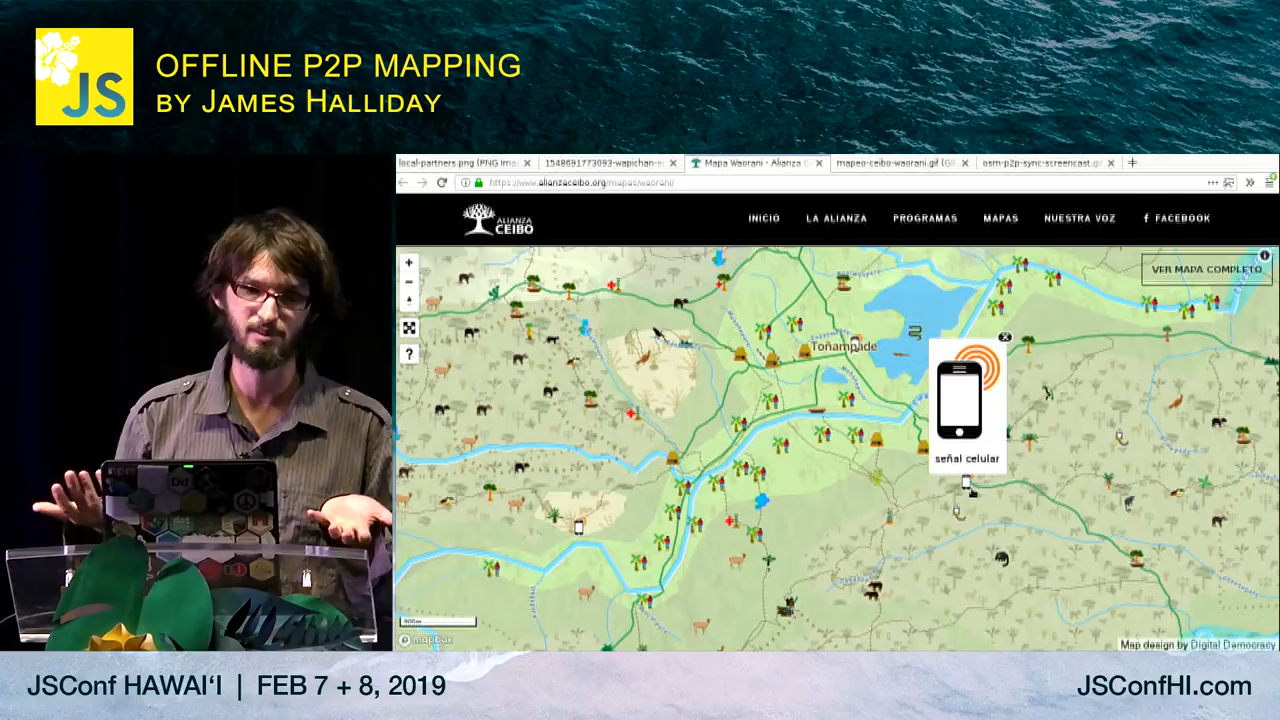 JS
OFFLINE P2P MAPPING
BY JAMES HALLIDAY
local-partners.png (PNG Ima
1548691773093-wapichan-e
Mapa Waorani - Alianza C
mapeo-ceibo-waorani.gif (GI
osm-p2p-sync-screencast.g
https://www.alianzaceibo.org/mapas/waorani/
ALIANZA
CEIBO
INICIO
LA ALIANZA
PROGRAMAS
MAPAS
NUESTRA VOZ
f FACEBOOK
VER MAPA COMPLETO
Toñampade
señal celular
mapbox
Map design by Digital Democracy
JSConf HAWAIʻI | FEB 7 + 8, 2019
JSConfHI.com